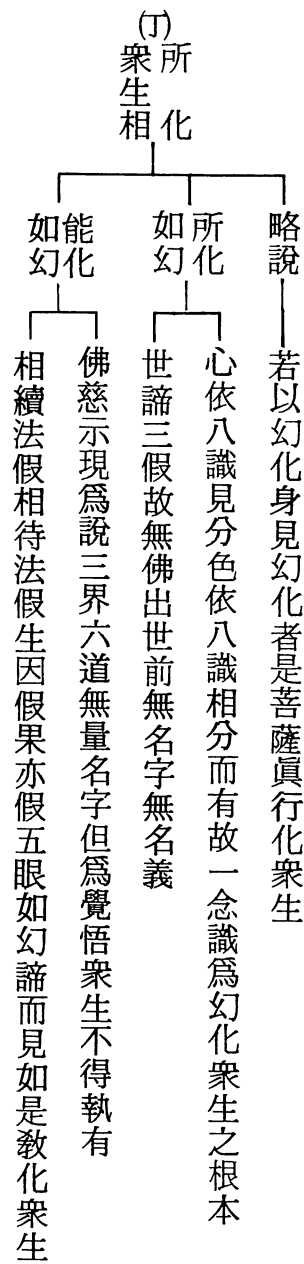 (丁)
所化
衆生相
略說
若以幻化身見幻化者是菩薩眞行化衆生
所化
如幻
心依八識見分色依八識相分而有故一念識爲幻化衆生之根本
世諦三假故無佛出世前無名字無名義
能化
如幻
佛慈示現爲說三界六道無量名字但爲覺悟衆生不得執有
相續法假相待法假生因假果亦假五眼如幻諦而見如是敎化衆生